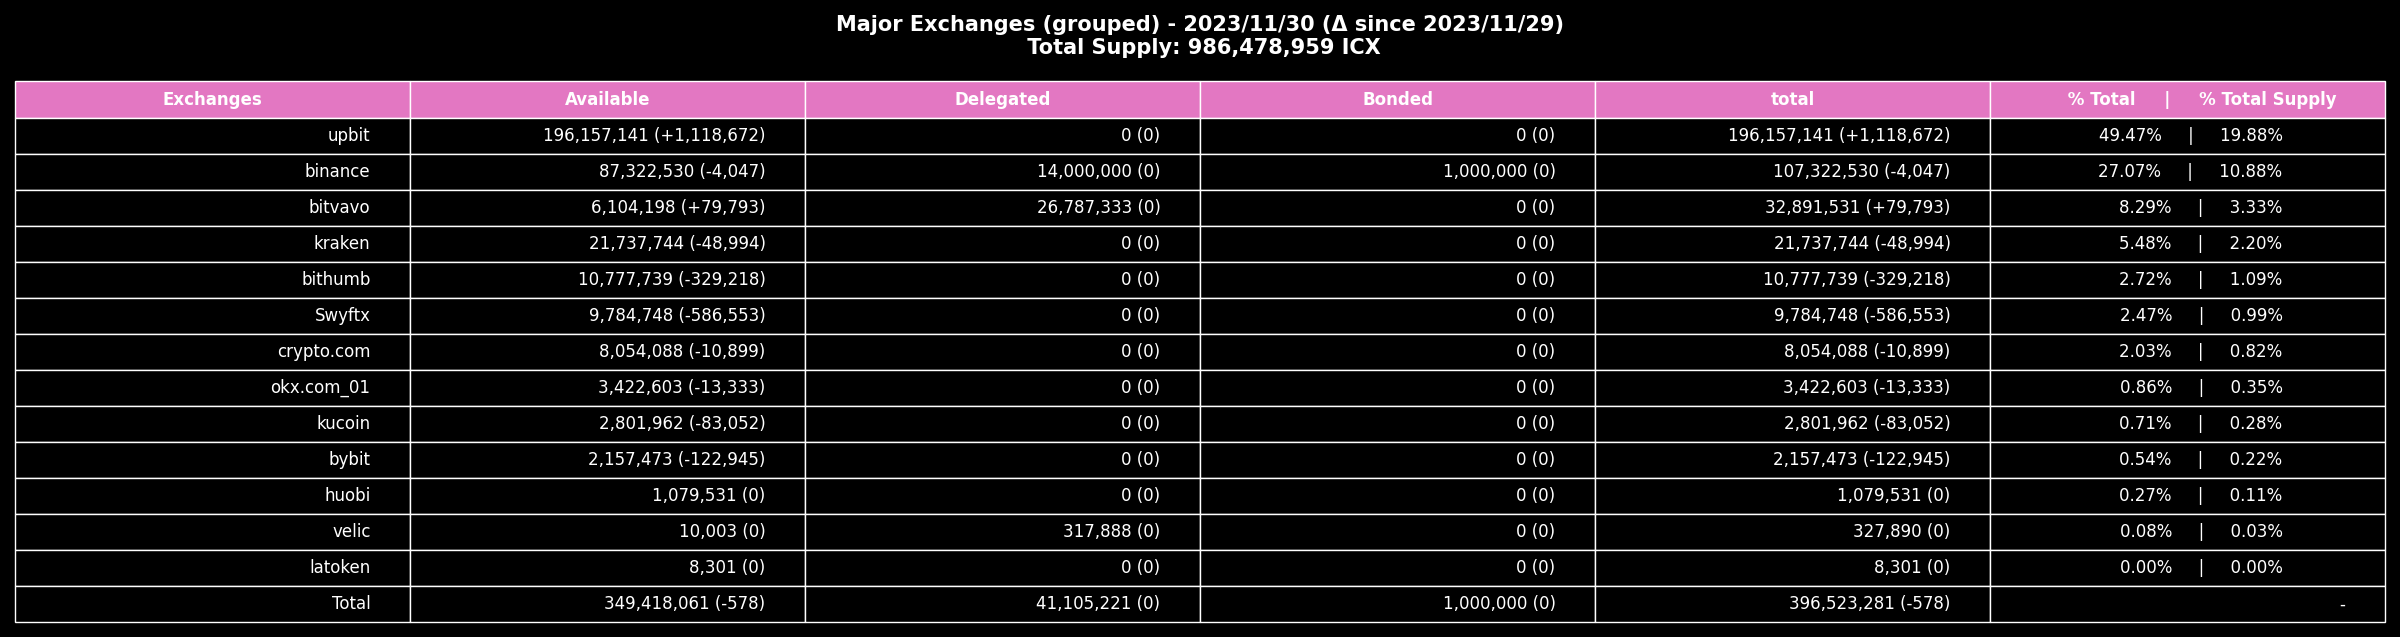 Major Exchanges (grouped) - 2023/11/30 (Δ since 2023/11/29)
Total Supply: 986,478,959 ICX
Exchanges Available Delegated Bonded total % Total | % Total Supply
upbit 196,157,141 (+1,118,672) 0 (0) 0 (0) 196,157,141 (+1,118,672) 49.47% | 19.88%
binance 87,322,530 (-4,047) 14,000,000 (0) 1,000,000 (0) 107,322,530 (-4,047) 27.07% | 10.88%
bitvavo 6,104,198 (+79,793) 26,787,333 (0) 0 (0) 32,891,531 (+79,793) 8.29% | 3.33%
kraken 21,737,744 (-48,994) 0 (0) 0 (0) 21,737,744 (-48,994) 5.48% | 2.20%
bithumb 10,777,739 (-329,218) 0 (0) 0 (0) 10,777,739 (-329,218) 2.72% | 1.09%
Swyftx 9,784,748 (-586,553) 0 (0) 0 (0) 9,784,748 (-586,553) 2.47% | 0.99%
crypto.com 8,054,088 (-10,899) 0 (0) 0 (0) 8,054,088 (-10,899) 2.03% | 0.82%
okx.com_01 3,422,603 (-13,333) 0 (0) 0 (0) 3,422,603 (-13,333) 0.86% | 0.35%
kucoin 2,801,962 (-83,052) 0 (0) 0 (0) 2,801,962 (-83,052) 0.71% | 0.28%
bybit 2,157,473 (-122,945) 0 (0) 0 (0) 2,157,473 (-122,945) 0.54% | 0.22%
huobi 1,079,531 (0) 0 (0) 0 (0) 1,079,531 (0) 0.27% | 0.11%
velic 10,003 (0) 317,888 (0) 0 (0) 327,890 (0) 0.08% | 0.03%
latoken 8,301 (0) 0 (0) 0 (0) 8,301 (0) 0.00% | 0.00%
Total 349,418,061 (-578) 41,105,221 (0) 1,000,000 (0) 396,523,281 (-578) -